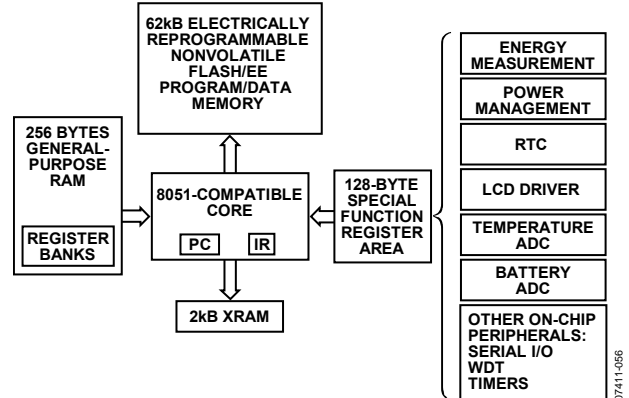 62kB ELECTRICALLY
REPROGRAMMABLE
NONVOLATILE
FLASH/EE
PROGRAM/DATA
MEMORY
256 BYTES
GENERAL-
PURPOSE
RAM
REGISTER
BANKS
8051-COMPATIBLE
CORE
PC
IR
2kB XRAM
128-BYTE
SPECIAL
FUNCTION
REGISTER
AREA
ENERGY
MEASUREMENT
POWER
MANAGEMENT
RTC
LCD DRIVER
TEMPERATURE
ADC
BATTERY
ADC
OTHER ON-CHIP
PERIPHERALS:
SERIAL I/O
WDT
TIMERS
07411-056